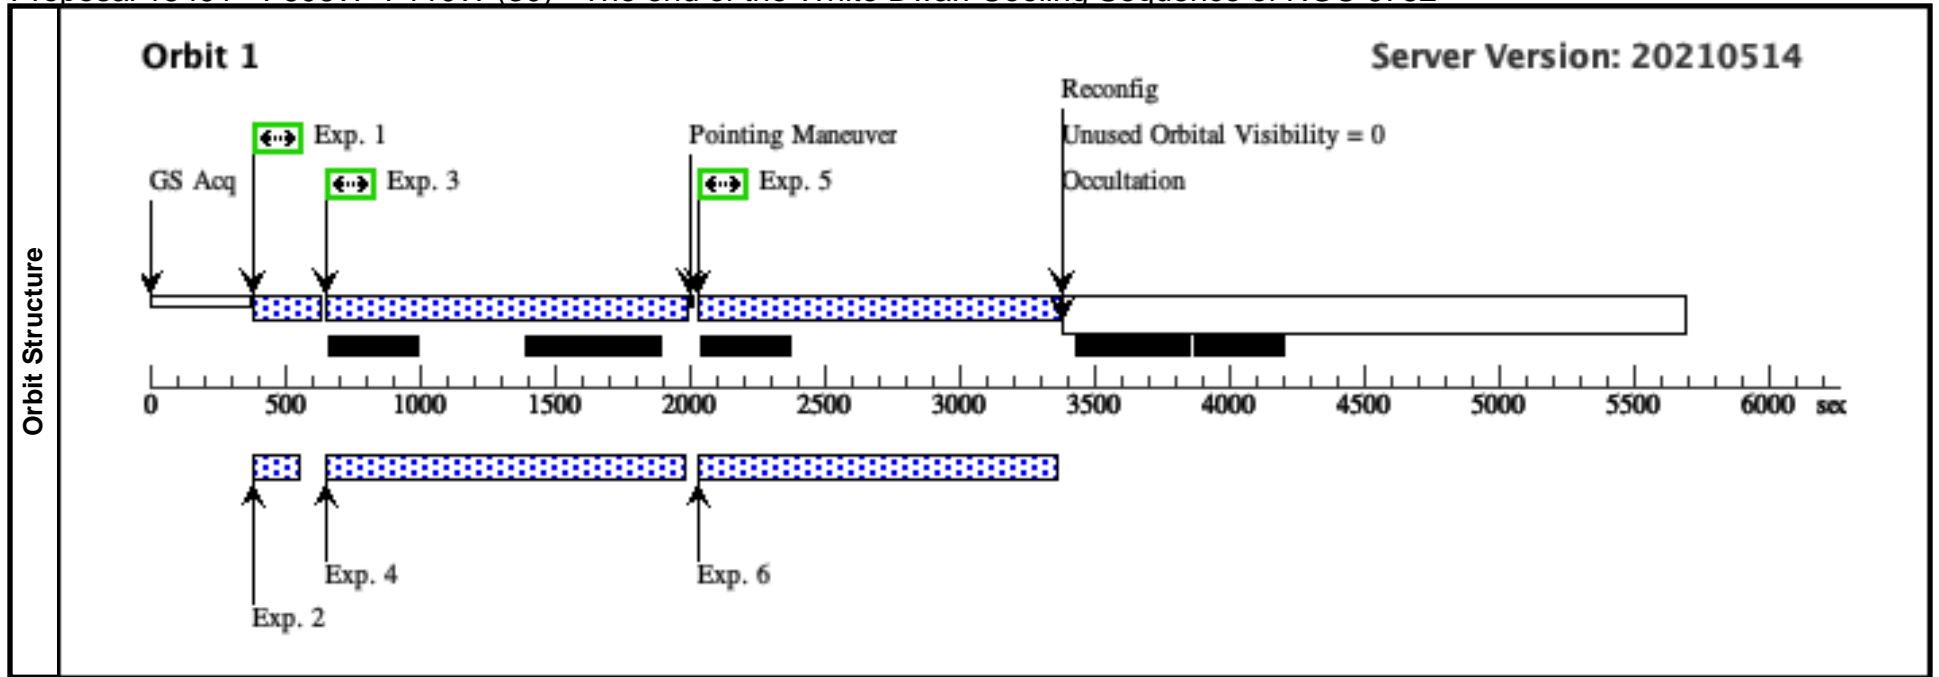 Orbit 1
Server Version: 20210514
Reconfig
Exp. 1
Pointing Maneuver
Unused Orbital Visibility = 0
GS Acq
Exp. 3
Exp. 5
Occultation
Orbit Structure
0 500 1000 1500 2000 2500 3000 3500 4000 4500 5000 5500 6000 sec
Exp. 4
Exp. 6
Exp. 2